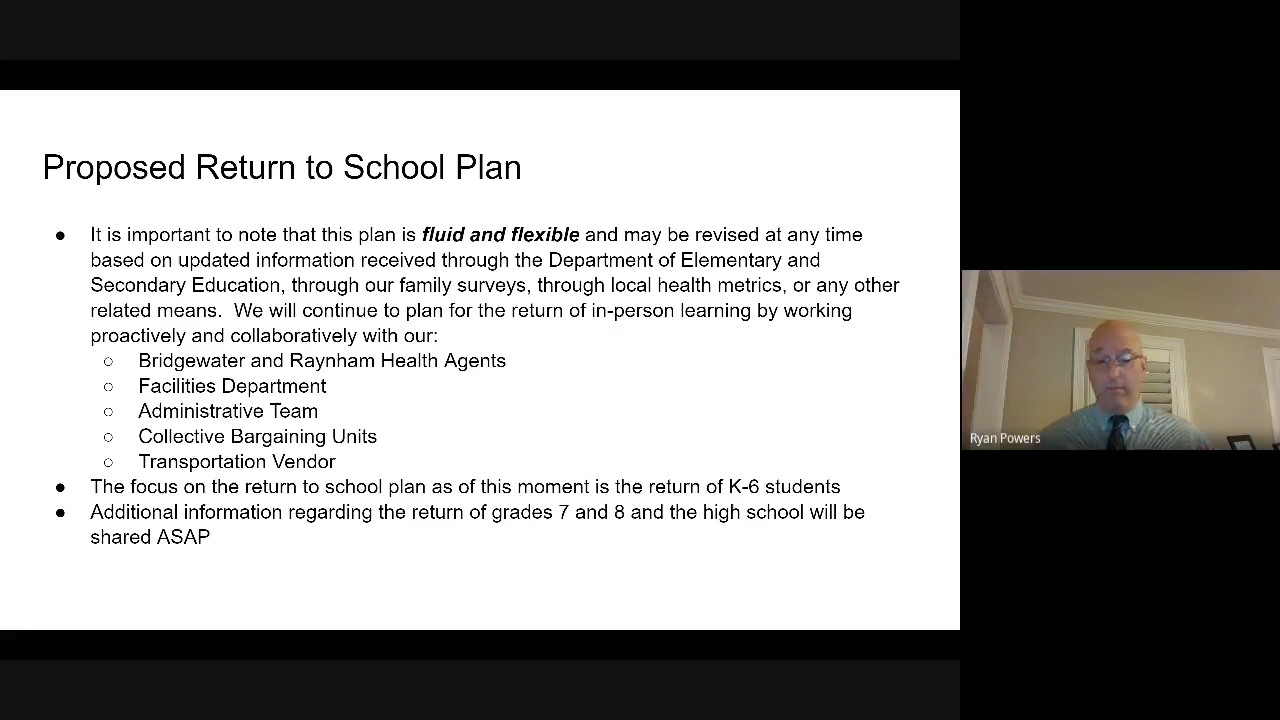 Proposed Return to School Plan
● It is important to note that this plan is fluid and flexible and may be revised at any time
based on updated information received through the Department of Elementary and
Secondary Education, through our family surveys, through local health metrics, or any other
related means.  We will continue to plan for the return of in-person learning by working
proactively and collaboratively with our:
○ Bridgewater and Raynham Health Agents
○ Facilities Department
○ Administrative Team
○ Collective Bargaining Units
○ Transportation Vendor
● The focus on the return to school plan as of this moment is the return of K-6 students
● Additional information regarding the return of grades 7 and 8 and the high school will be
shared ASAP
Ryan Powers